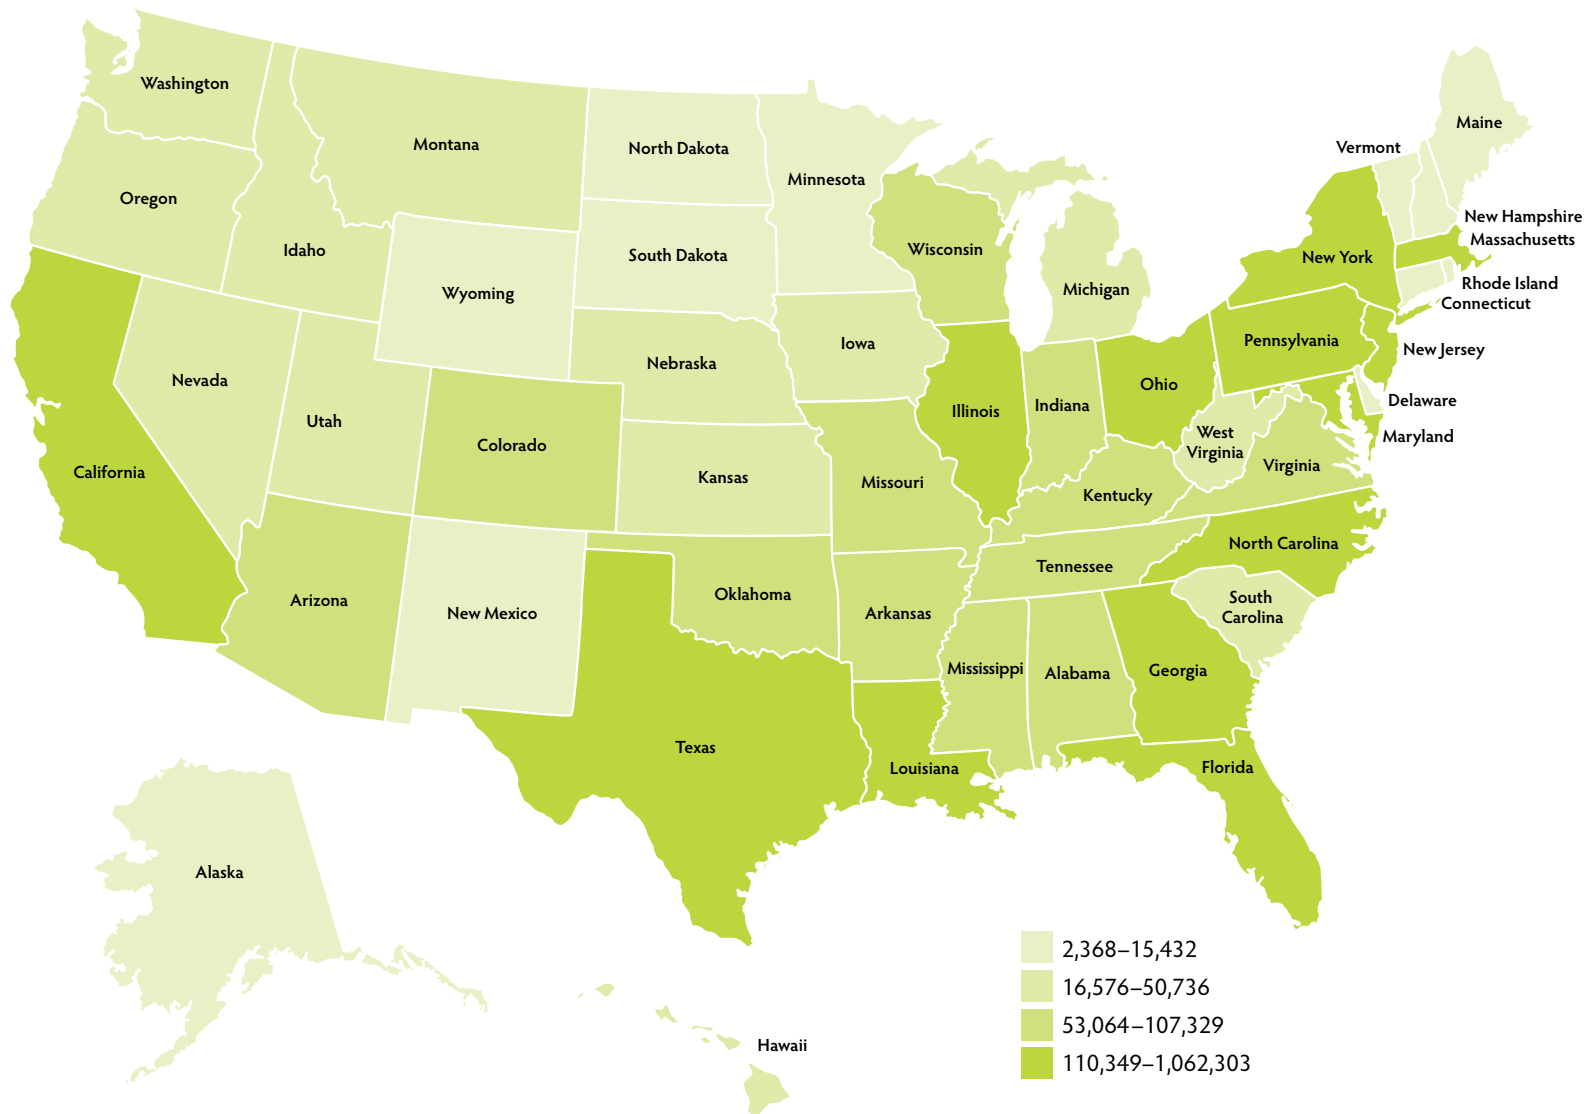 Washington
Montana
North Dakota
Minnesota
Vermont
Maine
Oregon
Idaho
Wyoming
South Dakota
Wisconsin
Michigan
New York
New Hampshire
Massachusetts
Rhode Island
Connecticut
Nevada
Utah
Nebraska
Iowa
Illinois
Indiana
Ohio
Pennsylvania
New Jersey
Delaware
Maryland
California
Colorado
Kansas
Missouri
Kentucky
West
Virginia
Virginia
Arizona
New Mexico
Oklahoma
Arkansas
Tennessee
North Carolina
South
Carolina
Texas
Louisiana
Mississippi
Alabama
Georgia
Florida
Alaska
Hawaii
2,368–15,432
16,576–50,736
53,064–107,329
110,349–1,062,303